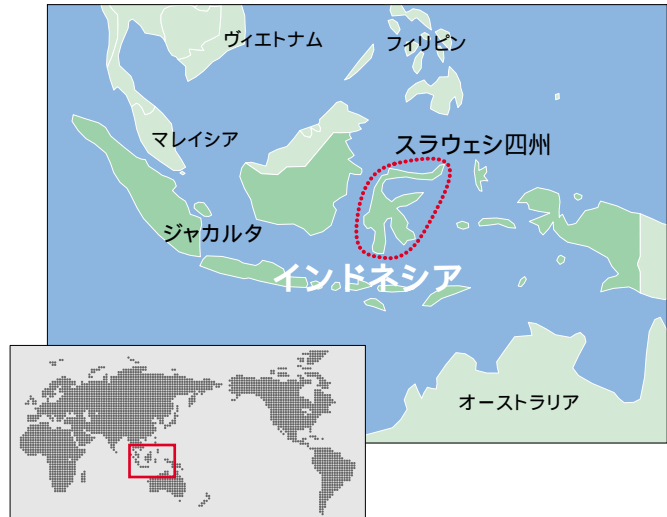 ヴィエトナム
フィリピン
マレイシア
スラウェシ四州
ジャカルタ
インドネシア
オーストラリア